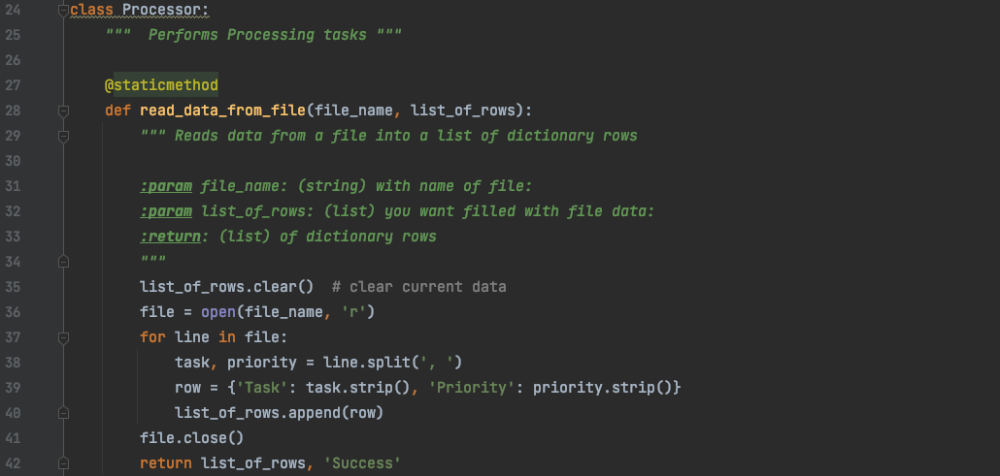 24 class Processor:
25     """  Performs Processing tasks """
26
27     @staticmethod
28     def read_data_from_file(file_name, list_of_rows):
29         """ Reads data from a file into a list of dictionary rows
30
31         :param file_name: (string) with name of file:
32         :param list_of_rows: (list) you want filled with file data:
33         :return: (list) of dictionary rows
34         """
35         list_of_rows.clear()  # clear current data
36         file = open(file_name, 'r')
37         for line in file:
38             task, priority = line.split(', ')
39             row = {'Task': task.strip(), 'Priority': priority.strip()}
40             list_of_rows.append(row)
41         file.close()
42         return list_of_rows, 'Success'